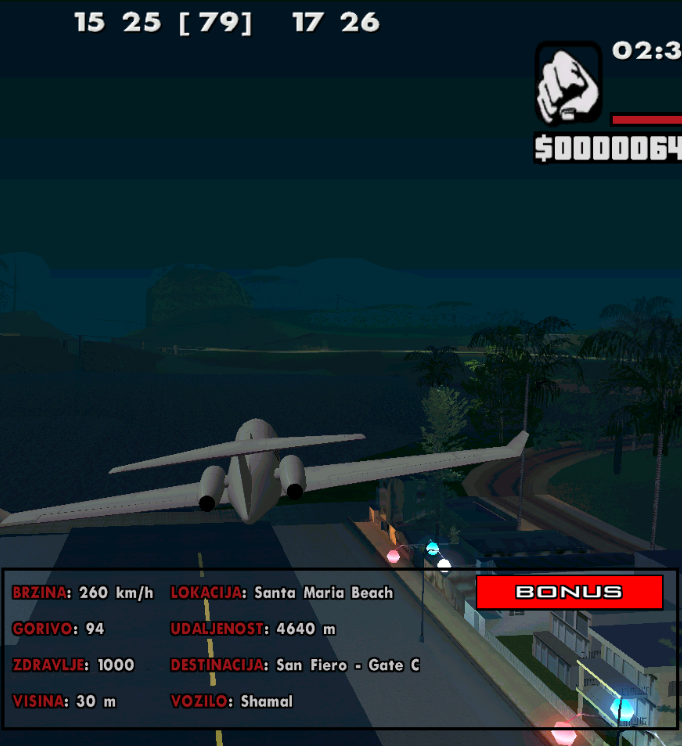 15 25 [ 79] 17 26
02:3
$0000064
BRZINA: 260 km/h LOKACIJA: Santa Maria Beach
BONUS
GORIVO: 94 UDALJENOST: 4640 m
ZDRAVLJE: 1000 DESTINACIJA: San Fiero - Gate C
VISINA: 30 m VOZILO: Shamal